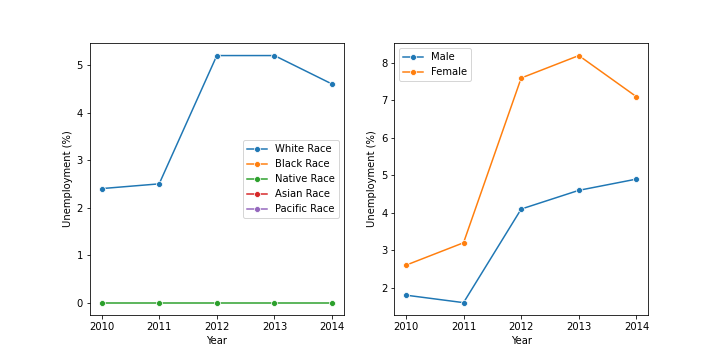 Unemployment (%)
5
4
3
2
1
0
2010 2011 2012 2013 2014
Year
White Race
Black Race
Native Race
Asian Race
Pacific Race
Unemployment (%)
8
7
6
5
4
3
2
2010 2011 2012 2013 2014
Year
Male
Female